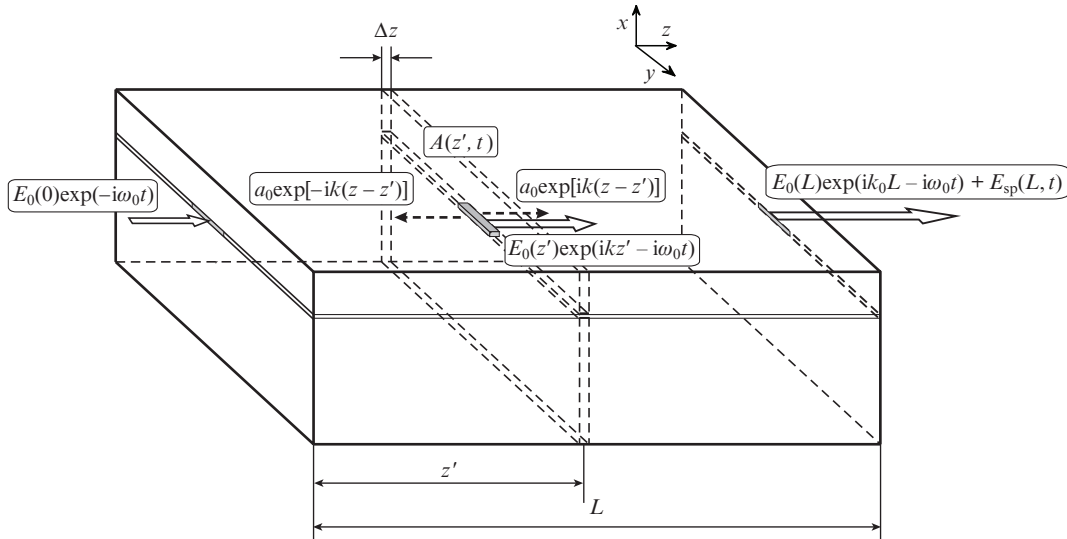 Δz
x
z
y
A(z′, t)
E₀(0)exp(−iω₀t)
a₀exp[−ik(z − z′)]
a₀exp[ik(z − z′)]
E₀(L)exp(ik₀L − iω₀t) + Eₛₚ(L, t)
E₀(z′)exp(ikz′ − iω₀t)
z′
L